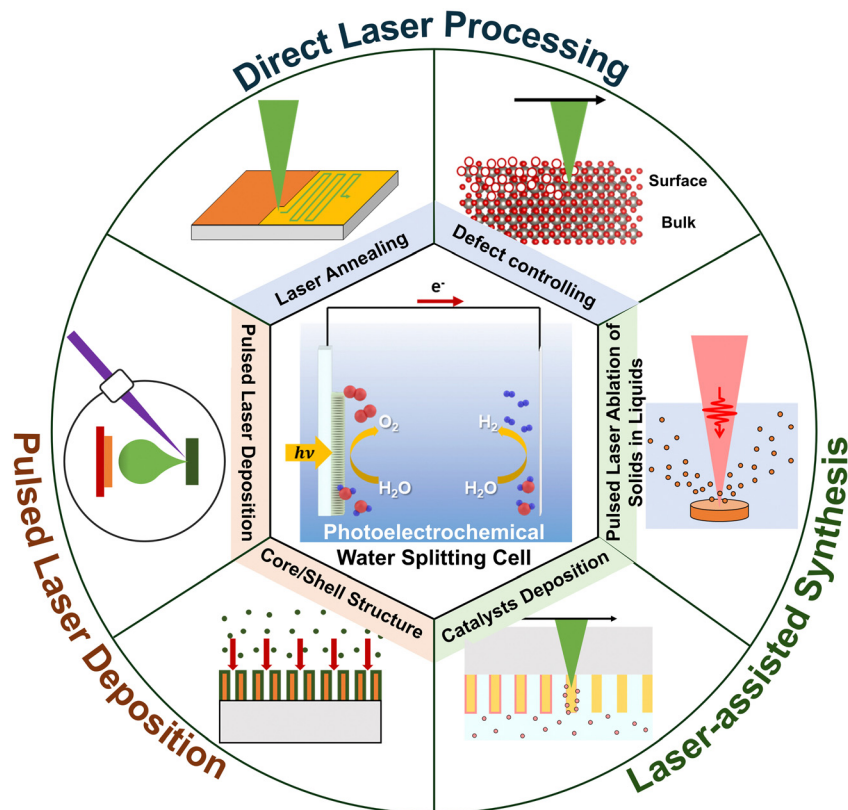 Direct Laser Processing
Surface
Bulk
Laser Annealing
Defect controlling
e-
Pulsed Laser Deposition
Pulsed Laser Deposition
Pulsed Laser Ablation of
Solids in Liquids
Laser-assisted Synthesis
O₂
H₂
hν
H₂O
H₂O
Photoelectrochemical
Water Splitting Cell
Core/Shell Structure
Catalysts Deposition